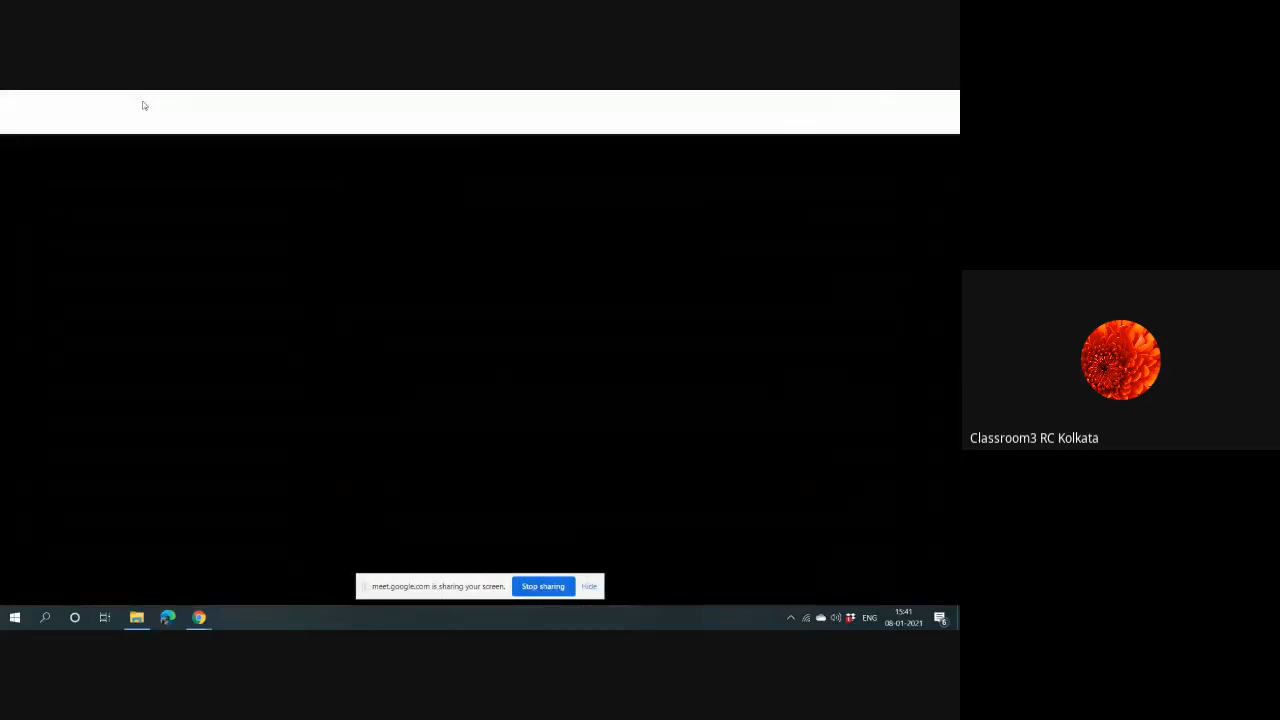 Classroom3 RC Kolkata
meet.google.com is sharing your screen. Stop sharing Hide
ENG 15:41
08-01-2021
6